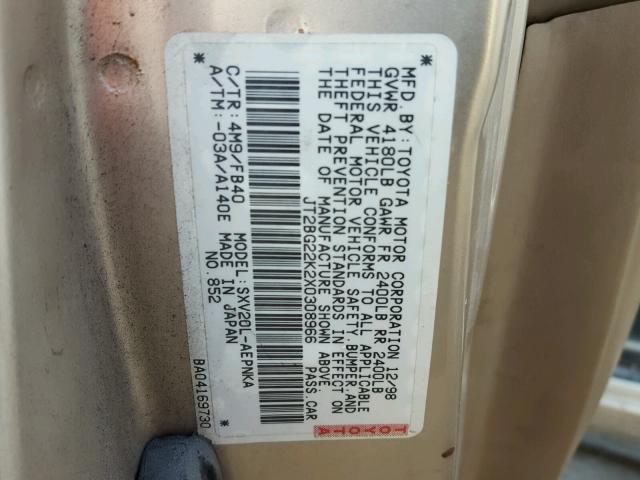 MFD.BY:TOYOTA MOTOR CORPORATION 12/98
GVWR 4180LB GAWR FR 2400LB RR 2400LB
THIS VEHICLE CONFORMS TO ALL APPLICABLE
FEDERAL MOTOR VEHICLE SAFETY,BUMPER,AND
THEFT PREVENTION STANDARDS IN EFFECT ON
THE DATE OF MANUFACTURE SHOWN ABOVE.
JT2BG22K2X0308966 PASS.CAR
TOYOTA
C/TR:4M9/FB40 MODEL:SXV20L-AEPNKA
A/TM:-03A/A140E MADE IN JAPAN
NO.852
BA04169730